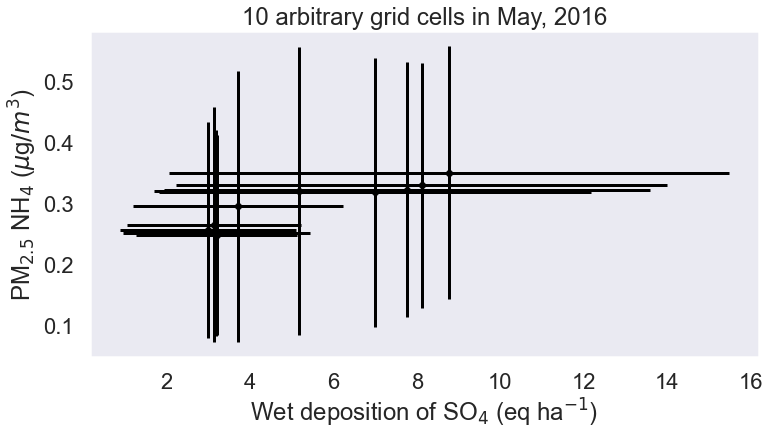 10 arbitrary grid cells in May, 2016
PM₂.₅ NH₄ (μg/m³)
0.5
0.4
0.3
0.2
0.1
2 4 6 8 10 12 14 16
Wet deposition of SO₄ (eq ha⁻¹)